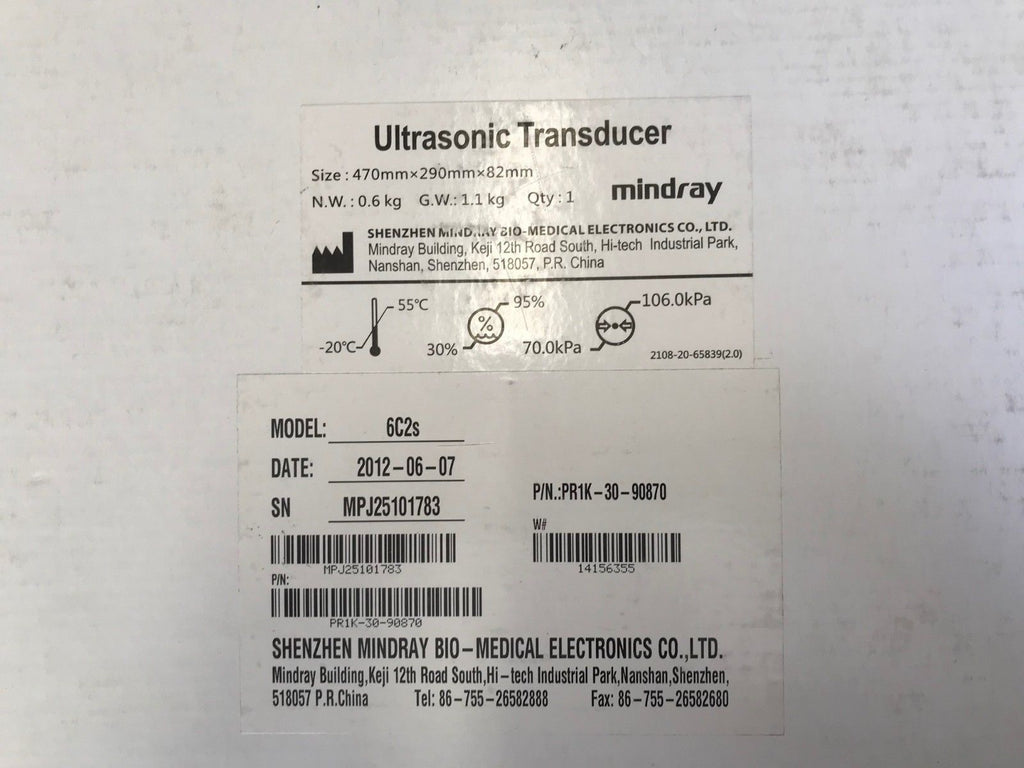 Ultrasonic Transducer
Size : 470mm×290mm×82mm
N.W. : 0.6 kg G.W.: 1.1 kg Qty : 1
mindray
SHENZHEN MINDRAY BIO-MEDICAL ELECTRONICS CO., LTD.
Mindray Building, Keji 12th Road South, Hi-tech Industrial Park,
Nanshan, Shenzhen, 518057, P.R. China
55℃
-20℃
%
95%
30%
106.0kPa
70.0kPa
2108-20-65839(2.0)
MODEL: 6C2s
DATE: 2012-06-07
SN MPJ25101783
MPJ25101783
P/N:
PR1K-30-90870
P/N.:PR1K-30-90870
W#
14156355
SHENZHEN MINDRAY BIO-MEDICAL ELECTRONICS CO.,LTD.
Mindray Building,Keji 12th Road South,Hi-tech Industrial Park,Nanshan,Shenzhen,
518057 P.R.China Tel: 86-755-26582888 Fax: 86-755-26582680